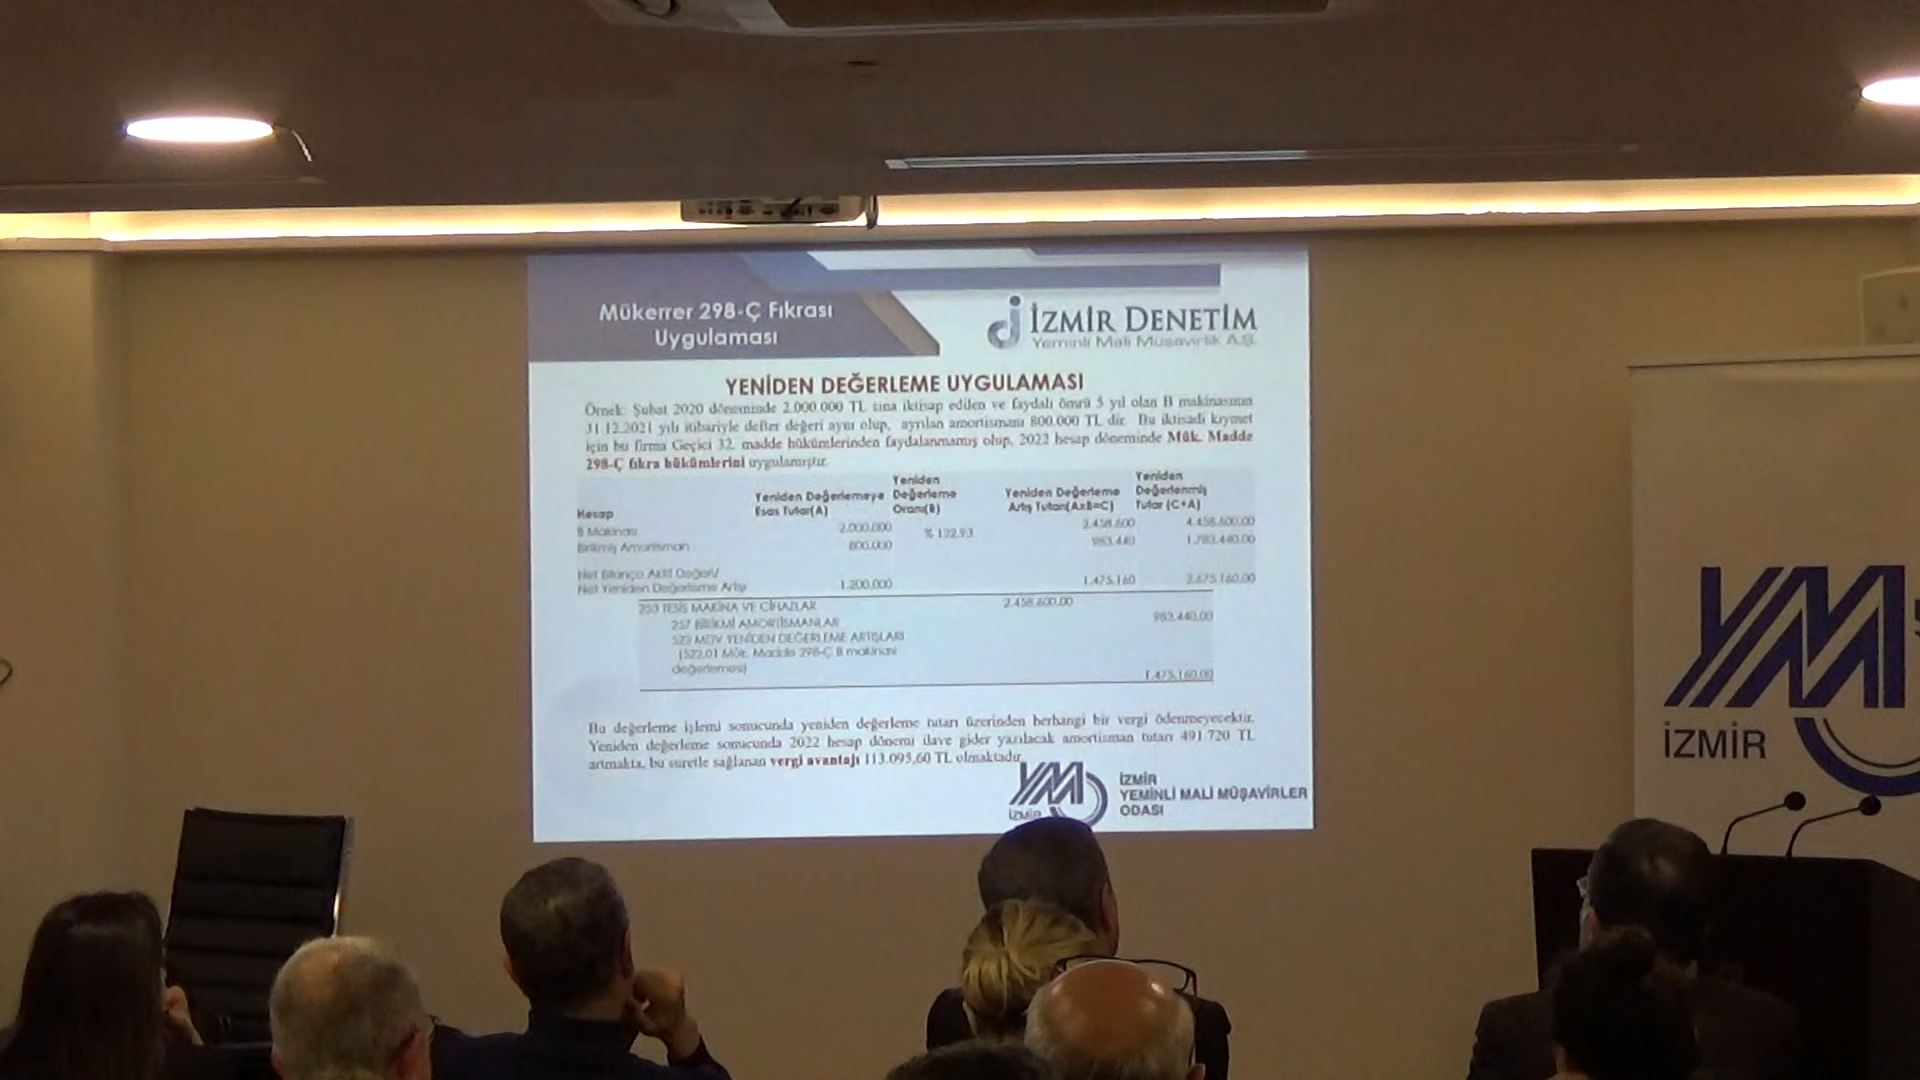 Mükerrer 298-Ç Fıkrası
Uygulaması
İZMİR DENETİM
Yeminli Mali Müşavirlik A.Ş.
YENİDEN DEĞERLEME UYGULAMASI
Örnek: Şubat 2020 döneminde 2.000.000 TL sına iktisap edilen ve faydalı ömrü 5 yıl olan B makinasının
31.12.2021 yılı itibariyle defter değeri aynı olup, ayrılan amortismanı 800.000 TL dir. Bu iktisadi kıymet
için bu firma Geçici 32. madde hükümlerinden faydalanmamış olup, 2022 hesap döneminde Mük. Madde
298-Ç fıkra hükümlerini uygulamıştır.
Hesap
Yeniden Değerlemeye
Esas Tutar(A)
Yeniden
Değerleme
Oranı(B)
Yeniden Değerleme
Artış Tutarı(AxB=C)
Yeniden
Değerlenmiş
Tutar (C+A)
B Makinası 2.000.000 % 122,93 2.458.600 4.458.600,00
Birikmiş Amortisman 800.000 983.440 1.783.440,00
Net Bilanço Aktif Değeri/
Net Yeniden Değerleme Artışı 1.200.000 1.475.160 2.675.160,00
253 TESİS MAKİNA VE CİHAZLAR 2.458.600,00
257 BİRİKMİ AMORTİSMANLAR 983.440,00
522 MDV YENİDEN DEĞERLEME ARTIŞLARI
(522.01 Mük. Madde 298-Ç B makinası
değerlemesi) 1.475.160,00
Bu değerleme işlemi sonucunda yeniden değerleme tutarı üzerinden herhangi bir vergi ödenmeyecektir.
Yeniden değerleme sonucunda 2022 hesap dönemi ilave gider yazılacak amortisman tutarı 491.720 TL
artmakta, bu suretle sağlanan vergi avantajı 113.095,60 TL olmaktadır.
YMM
İZMİR
İZMİR
YEMİNLİ MALİ MÜŞAVİRLER
ODASI
YMM
İZMİR